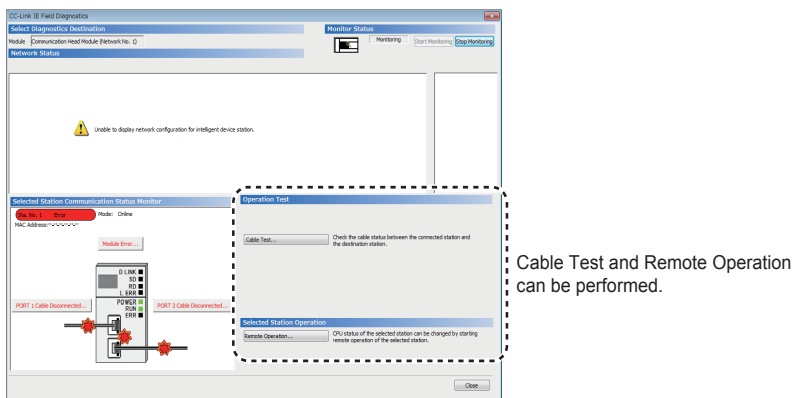 CC-Link IE Field Diagnostics
Select Diagnostics Destination
Monitor Status
Module Communication Head Module (Network No. 1)
Monitoring
Start Monitoring
Stop Monitoring
Network Status
Unable to display network configuration for intelligent device station.
Selected Station Communication Status Monitor
Sta. No. 1 Error
Mode: Online
MAC Address:
Module Error...
D LINK
SD
RD
L ERR
POWER
RUN
ERR
PORT 1 Cable Disconnected...
PORT 2 Cable Disconnected...
Operation Test
Cable Test...
Check the cable status between the connected station and
the destination station.
Selected Station Operation
Remote Operation...
CPU status of the selected station can be changed by starting
remote operation of the selected station.
Close
Cable Test and Remote Operation
can be performed.